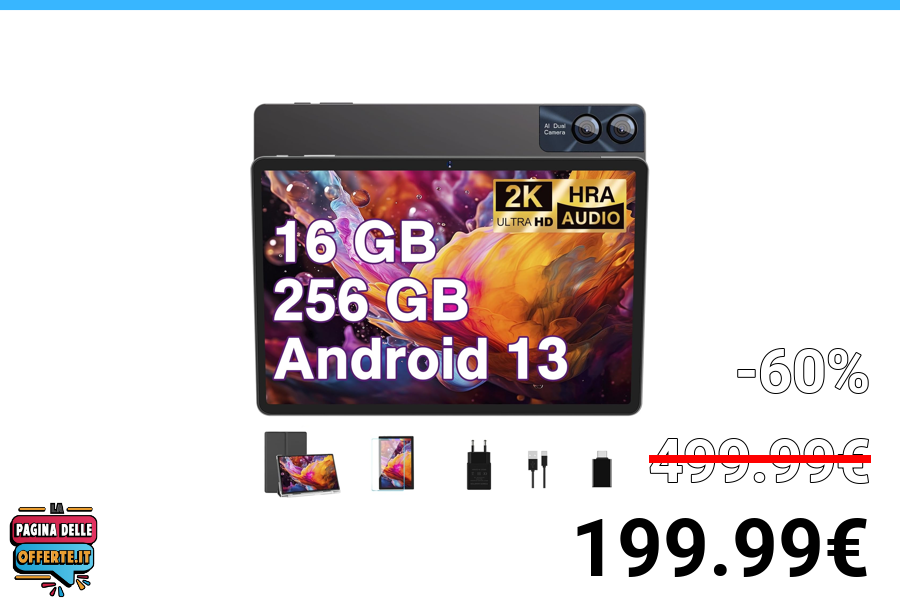 AI Dual
Camera
2K
HRA
ULTRA HD
AUDIO
16 GB
256 GB
Android 13
-60%
499.99€
199.99€
LA
PAGINA DELLE
OFFERTE.IT